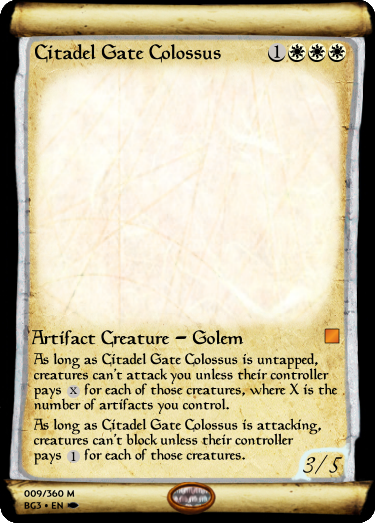 Citadel Gate Colossus 1
Artifact Creature – Golem
As long as Citadel Gate Colossus is untapped,
creatures can't attack you unless their controller
pays X for each of those creatures, where X is the
number of artifacts you control.
As long as Citadel Gate Colossus is attacking,
creatures can't block unless their controller
pays 1 for each of those creatures.
3/5
009/360 M
BG3 • EN